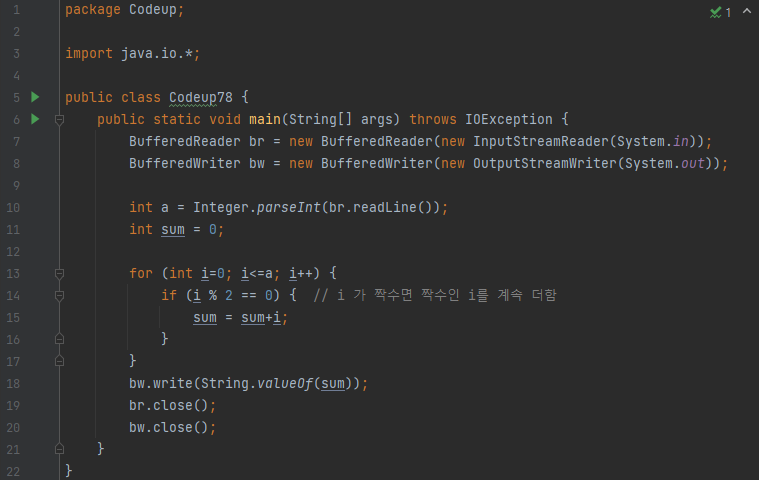 1 package Codeup;
2
3 import java.io.*;
4
5 public class Codeup78 {
6 public static void main(String[] args) throws IOException {
7 BufferedReader br = new BufferedReader(new InputStreamReader(System.in));
8 BufferedWriter bw = new BufferedWriter(new OutputStreamWriter(System.out));
9
10 int a = Integer.parseInt(br.readLine());
11 int sum = 0;
12
13 for (int i=0; i<=a; i++) {
14 if (i % 2 == 0) { // i 가 짝수면 짝수인 i를 계속 더함
15 sum = sum+i;
16 }
17 }
18 bw.write(String.valueOf(sum));
19 br.close();
20 bw.close();
21 }
22 }
1